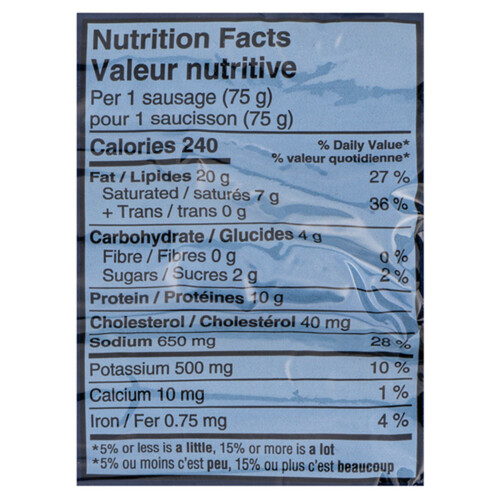 Nutrition Facts
Valeur nutritive
Per 1 sausage (75 g)
pour 1 saucisson (75 g)
Calories 240 % Daily Value*
% valeur quotidienne*
Fat / Lipides 20 g 27 %
Saturated / saturés 7 g
+ Trans / trans 0 g 36 %
Carbohydrate / Glucides 4 g
Fibre / Fibres 0 g 0 %
Sugars / Sucres 2 g 2 %
Protein / Protéines 10 g
Cholesterol / Cholestérol 40 mg
Sodium 650 mg 28 %
Potassium 500 mg 10 %
Calcium 10 mg 1 %
Iron / Fer 0.75 mg 4 %
*5% or less is a little, 15% or more is a lot
*5% ou moins c'est peu, 15% ou plus c'est beaucoup